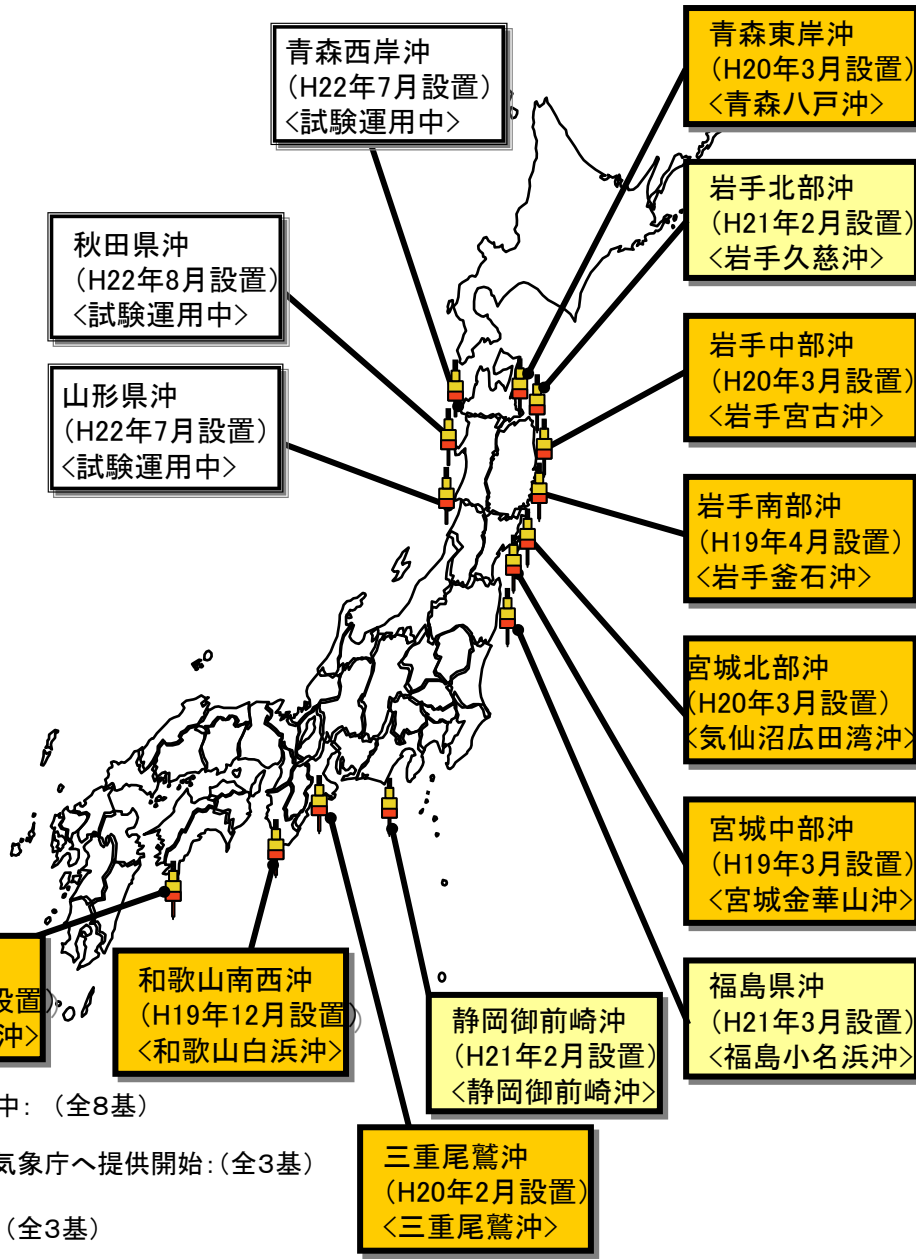 青森西岸沖
(H22年7月設置)
<試験運用中>
青森東岸沖
(H20年3月設置)
<青森八戸沖>
秋田県沖
(H22年8月設置)
<試験運用中>
岩手北部沖
(H21年2月設置)
<岩手久慈沖>
山形県沖
(H22年7月設置)
<試験運用中>
岩手中部沖
(H20年3月設置)
<岩手宮古沖>
岩手南部沖
(H19年4月設置)
<岩手釜石沖>
宮城北部沖
(H20年3月設置)
<気仙沼広田湾沖>
宮城中部沖
(H19年3月設置)
<宮城金華山沖>
福島県沖
(H21年3月設置)
<福島小名浜沖>
設置)
沖>
和歌山南西沖
(H19年12月設置)
<和歌山白浜沖>
静岡御前崎沖
(H21年2月設置)
<静岡御前崎沖>
三重尾鷲沖
(H20年2月設置)
<三重尾鷲沖>
中: (全8基)
気象庁へ提供開始:(全3基)
(全3基)